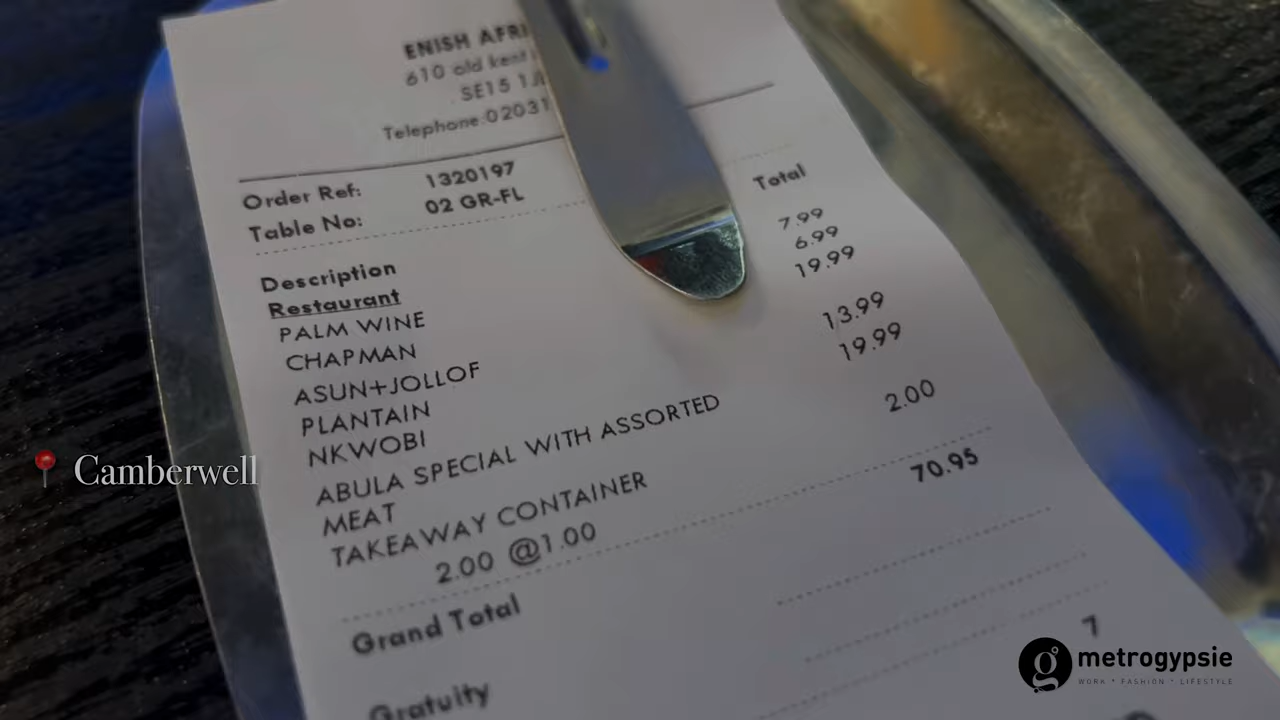 ENISH AFRI
610 old kent
SE15 1J
Telephone:02031
Order Ref: 1320197
Table No: 02 GR-FL
Description Total
Restaurant
PALM WINE 7.99
CHAPMAN 6.99
ASUN+JOLLOF 19.99
PLANTAIN
NKWOBI 13.99
ABULA SPECIAL WITH ASSORTED 19.99
MEAT
TAKEAWAY CONTAINER 2.00
2.00 @1.00
Grand Total 70.95
Gratuity 7
📍 Camberwell
metrogypsie
WORK * FASHION * LIFESTYLE